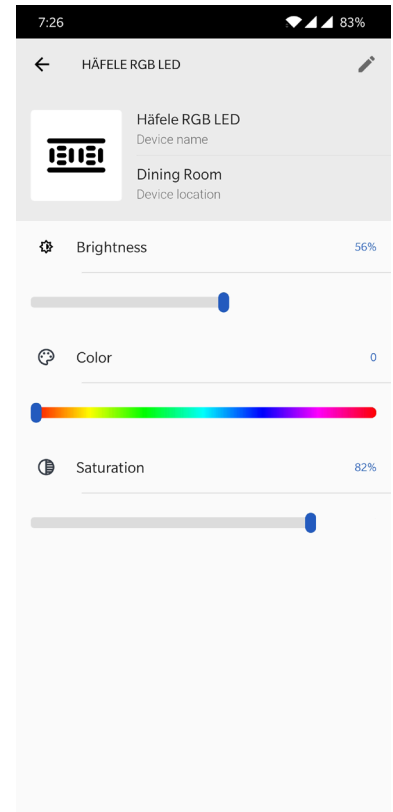 7:26
83%
HÄFELE RGB LED
Häfele RGB LED
Device name
Dining Room
Device location
Brightness
56%
Color
0
Saturation
82%